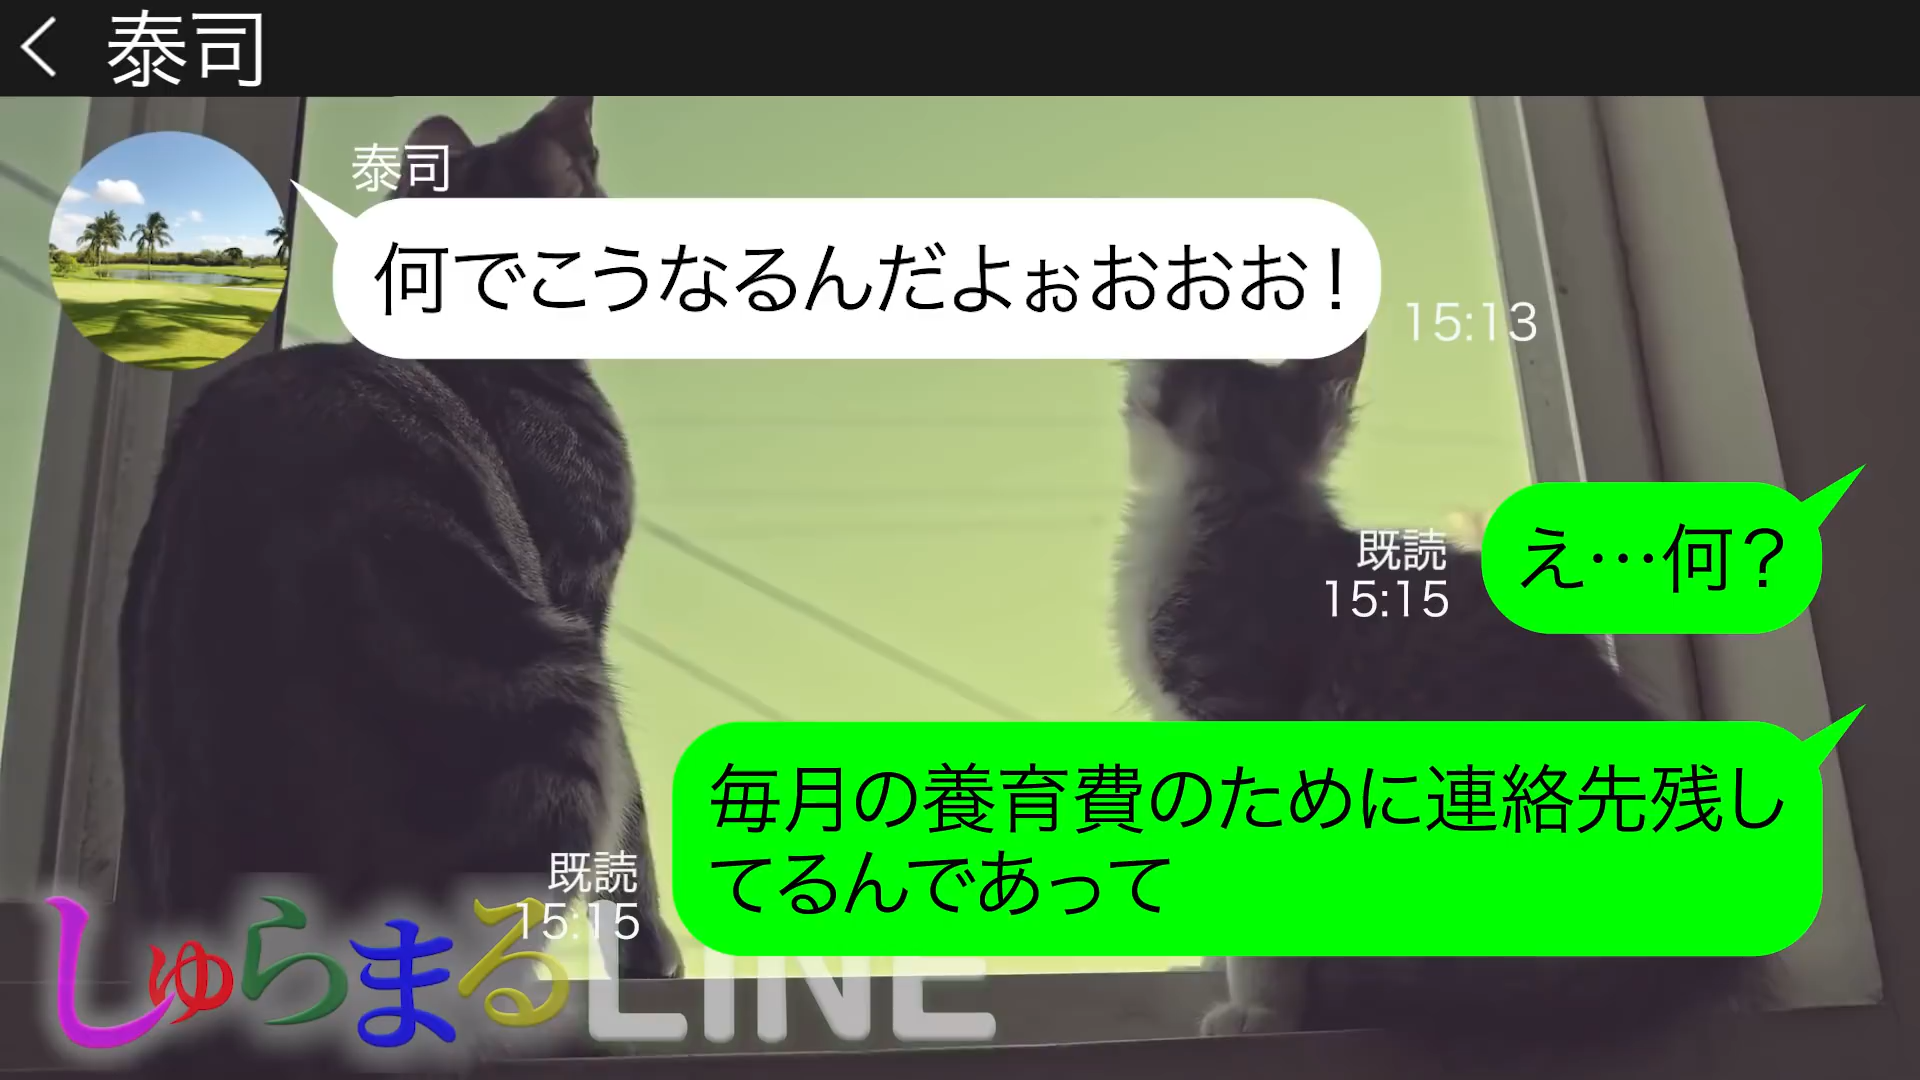 泰司
泰司
何でこうなるんだよぉおおお!
15:13
え…何?
既読
15:15
毎月の養育費のために連絡先残し
てるんであって
既読
15:15
しゅらまるLINE